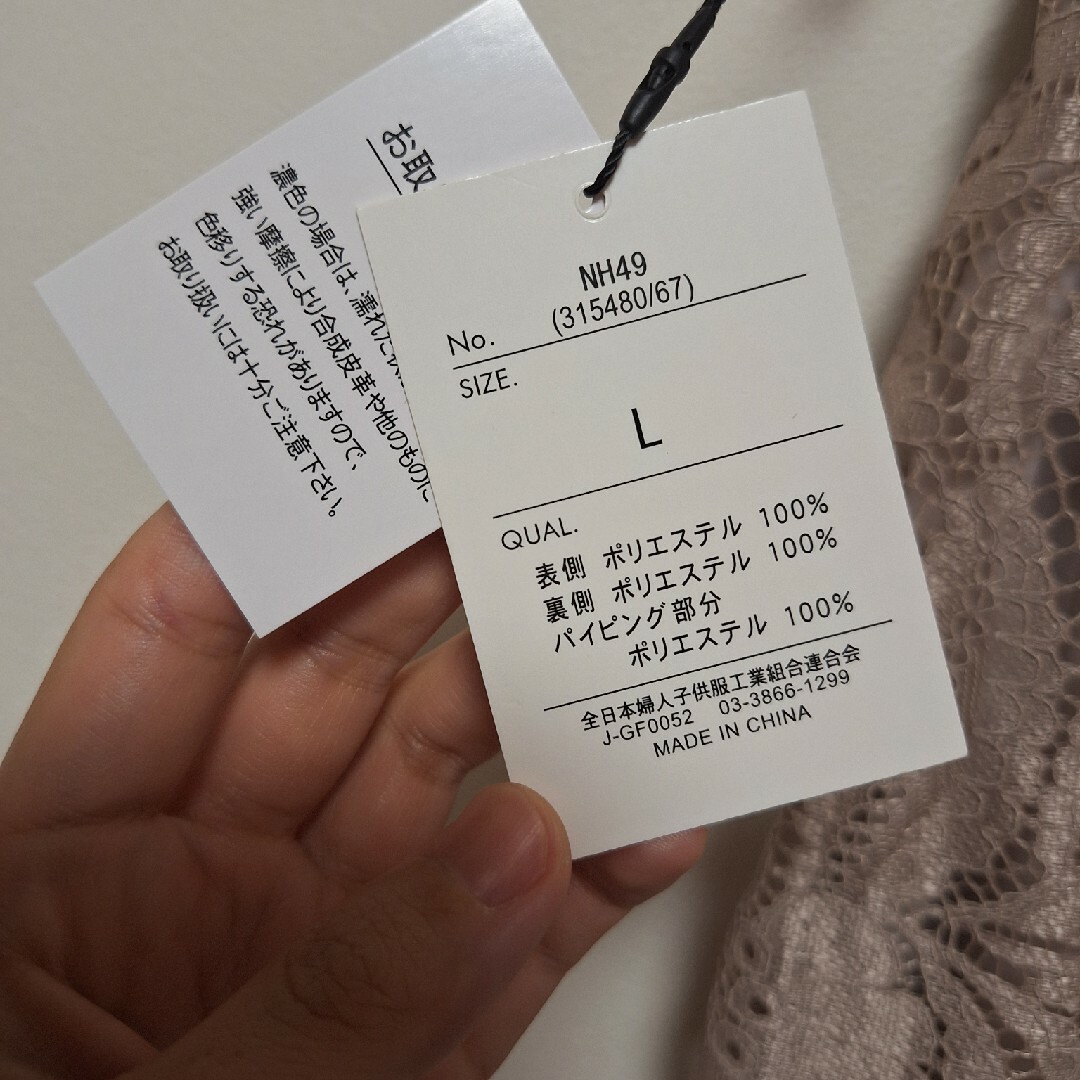 お取
濃色の場合は、濡れた
強い摩擦により合成皮革や他のものに
色移りする恐れがありますので、
お取り扱いには十分ご注意下さい。
NH49
No. (315480/67)
SIZE.
L
QUAL.
表側 ポリエステル 100%
裏側 ポリエステル 100%
パイピング部分
ポリエステル 100%
全日本婦人子供服工業組合連合会
J-GF0052 03-3866-1299
MADE IN CHINA